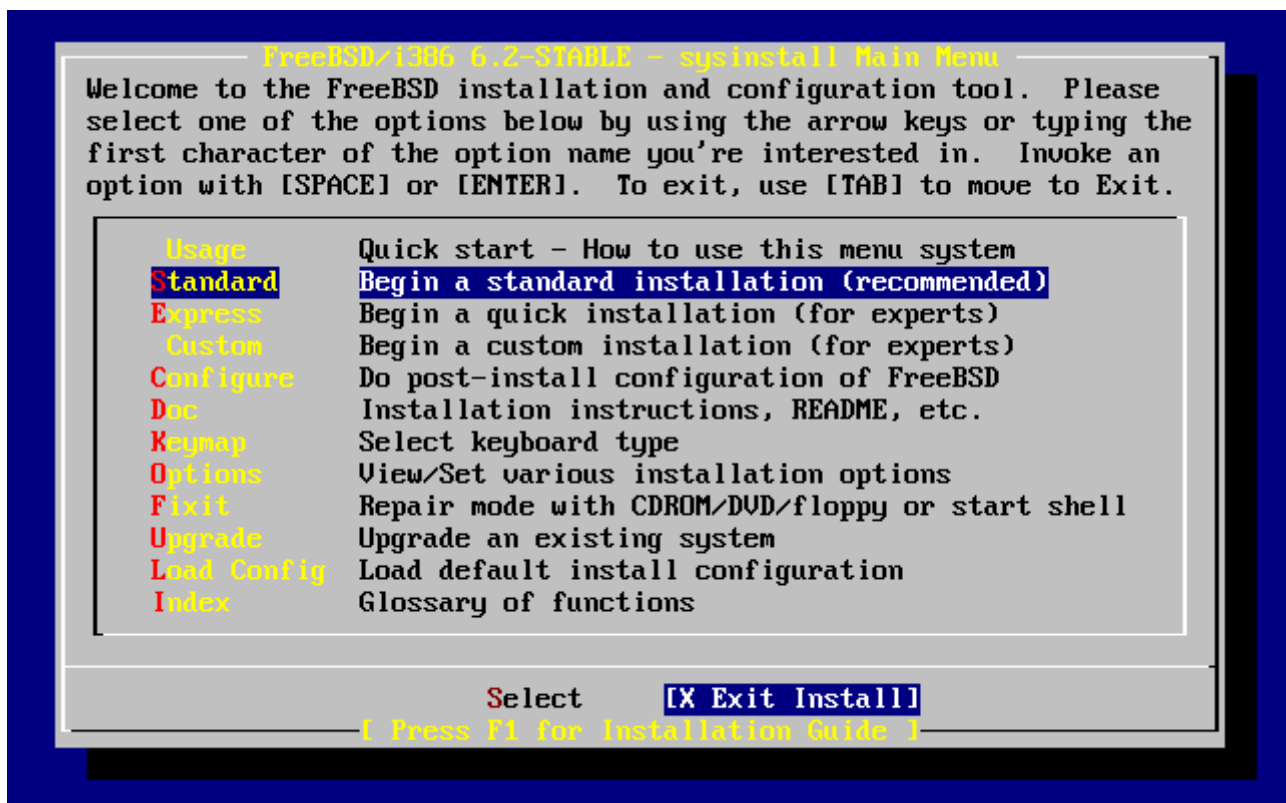 FreeBSD/i386 6.2-STABLE - sysinstall Main Menu
Welcome to the FreeBSD installation and configuration tool.  Please
select one of the options below by using the arrow keys or typing the
first character of the option name you're interested in.  Invoke an
option with [SPACE] or [ENTER].  To exit, use [TAB] to move to Exit.
Usage Quick start - How to use this menu system
Standard Begin a standard installation (recommended)
Express Begin a quick installation (for experts)
Custom Begin a custom installation (for experts)
Configure Do post-install configuration of FreeBSD
Doc Installation instructions, README, etc.
Keymap Select keyboard type
Options View/Set various installation options
Fixit Repair mode with CDROM/DVD/floppy or start shell
Upgrade Upgrade an existing system
Load Config Load default install configuration
Index Glossary of functions
Select [X Exit Install]
[ Press F1 for Installation Guide ]